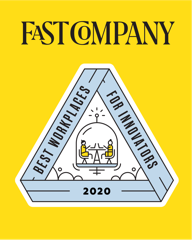 FAST COMPANY
BEST WORKPLACES
FOR INNOVATORS
2020